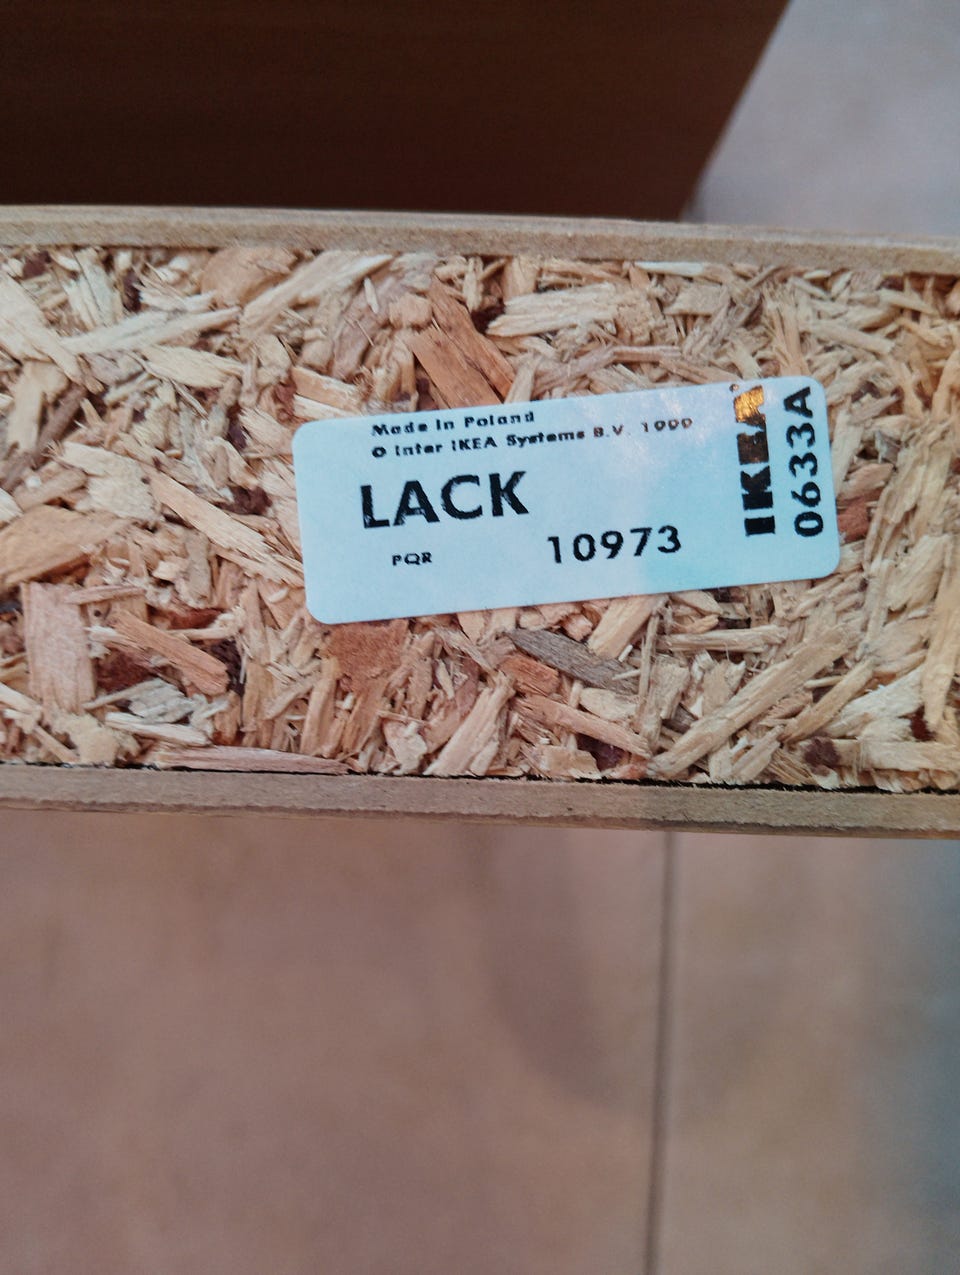 Made in Poland
© Inter IKEA Systems B.V. 1999
LACK
PQR
10973
IKEA
0633A